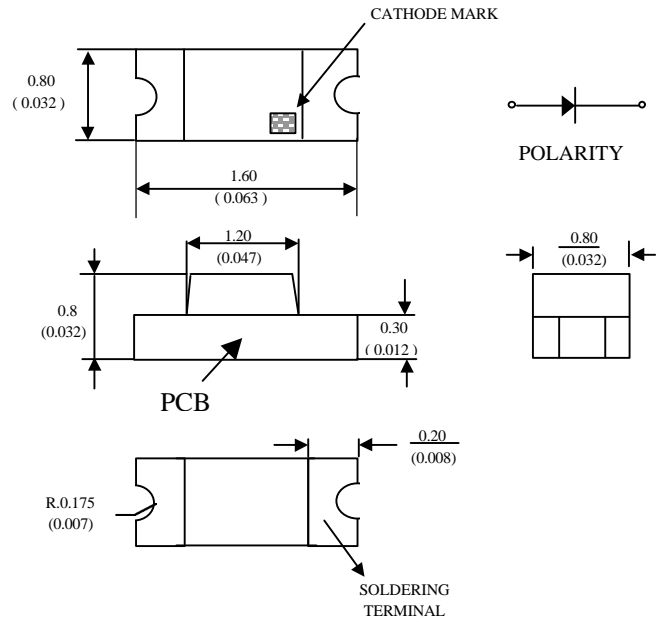 CATHODE MARK
0.80
( 0.032 )
POLARITY
1.60
( 0.063 )
1.20
(0.047)
0.80
(0.032)
0.8
(0.032)
0.30
( 0.012 )
PCB
0.20
(0.008)
R.0.175
(0.007)
SOLDERING
TERMINAL